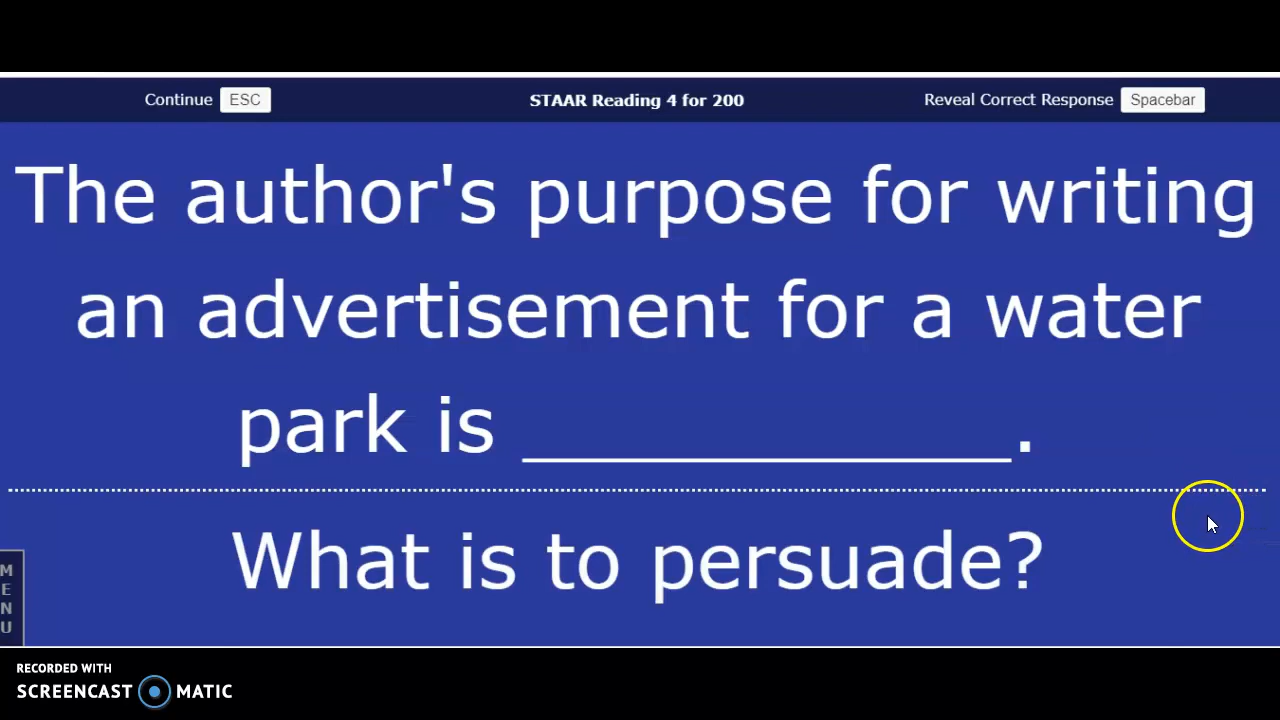 Continue ESC STAAR Reading 4 for 200 Reveal Correct Response Spacebar
The author's purpose for writing
an advertisement for a water
park is ____________.
What is to persuade?
MENU
RECORDED WITH
SCREENCAST MATIC